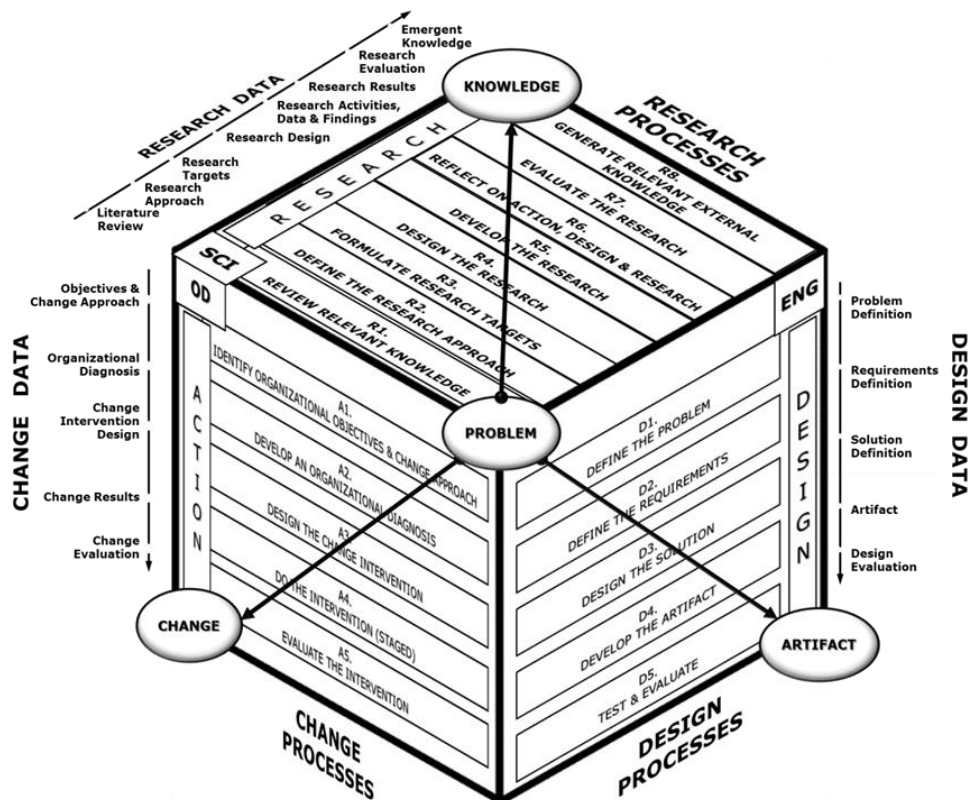 RESEARCH DATA
Emergent
Knowledge
Research
Evaluation
Research Results
Research Activities,
Data & Findings
Research Design
Research
Targets
Research
Approach
Literature
Review
KNOWLEDGE
RESEARCH
PROCESSES
RESEARCH
R8.
GENERATE RELEVANT EXTERNAL
KNOWLEDGE
R7.
EVALUATE THE RESEARCH
R6.
REFLECT ON ACTION, DESIGN & RESEARCH
R5.
DEVELOP THE RESEARCH
R4.
DESIGN THE RESEARCH
R3.
FORMULATE RESEARCH TARGETS
R2.
DEFINE THE RESEARCH APPROACH
R1.
REVIEW RELEVANT KNOWLEDGE
SCI
OD
ENG
CHANGE DATA
Objectives &
Change Approach
Organizational
Diagnosis
Change
Intervention
Design
Change Results
Change
Evaluation
ACTION
A1.
IDENTIFY ORGANIZATIONAL OBJECTIVES & CHANGE APPROACH
A2.
DEVELOP AN ORGANIZATIONAL DIAGNOSIS
A3.
DESIGN THE CHANGE INTERVENTION
A4.
DO THE INTERVENTION (STAGED)
A5.
EVALUATE THE INTERVENTION
PROBLEM
D1.
DEFINE THE PROBLEM
D2.
DEFINE THE REQUIREMENTS
D3.
DESIGN THE SOLUTION
D4.
DEVELOP THE ARTIFACT
D5.
TEST & EVALUATE
DESIGN
Problem
Definition
Requirements
Definition
Solution
Definition
Artifact
Design
Evaluation
DESIGN DATA
CHANGE
ARTIFACT
CHANGE
PROCESSES
DESIGN
PROCESSES